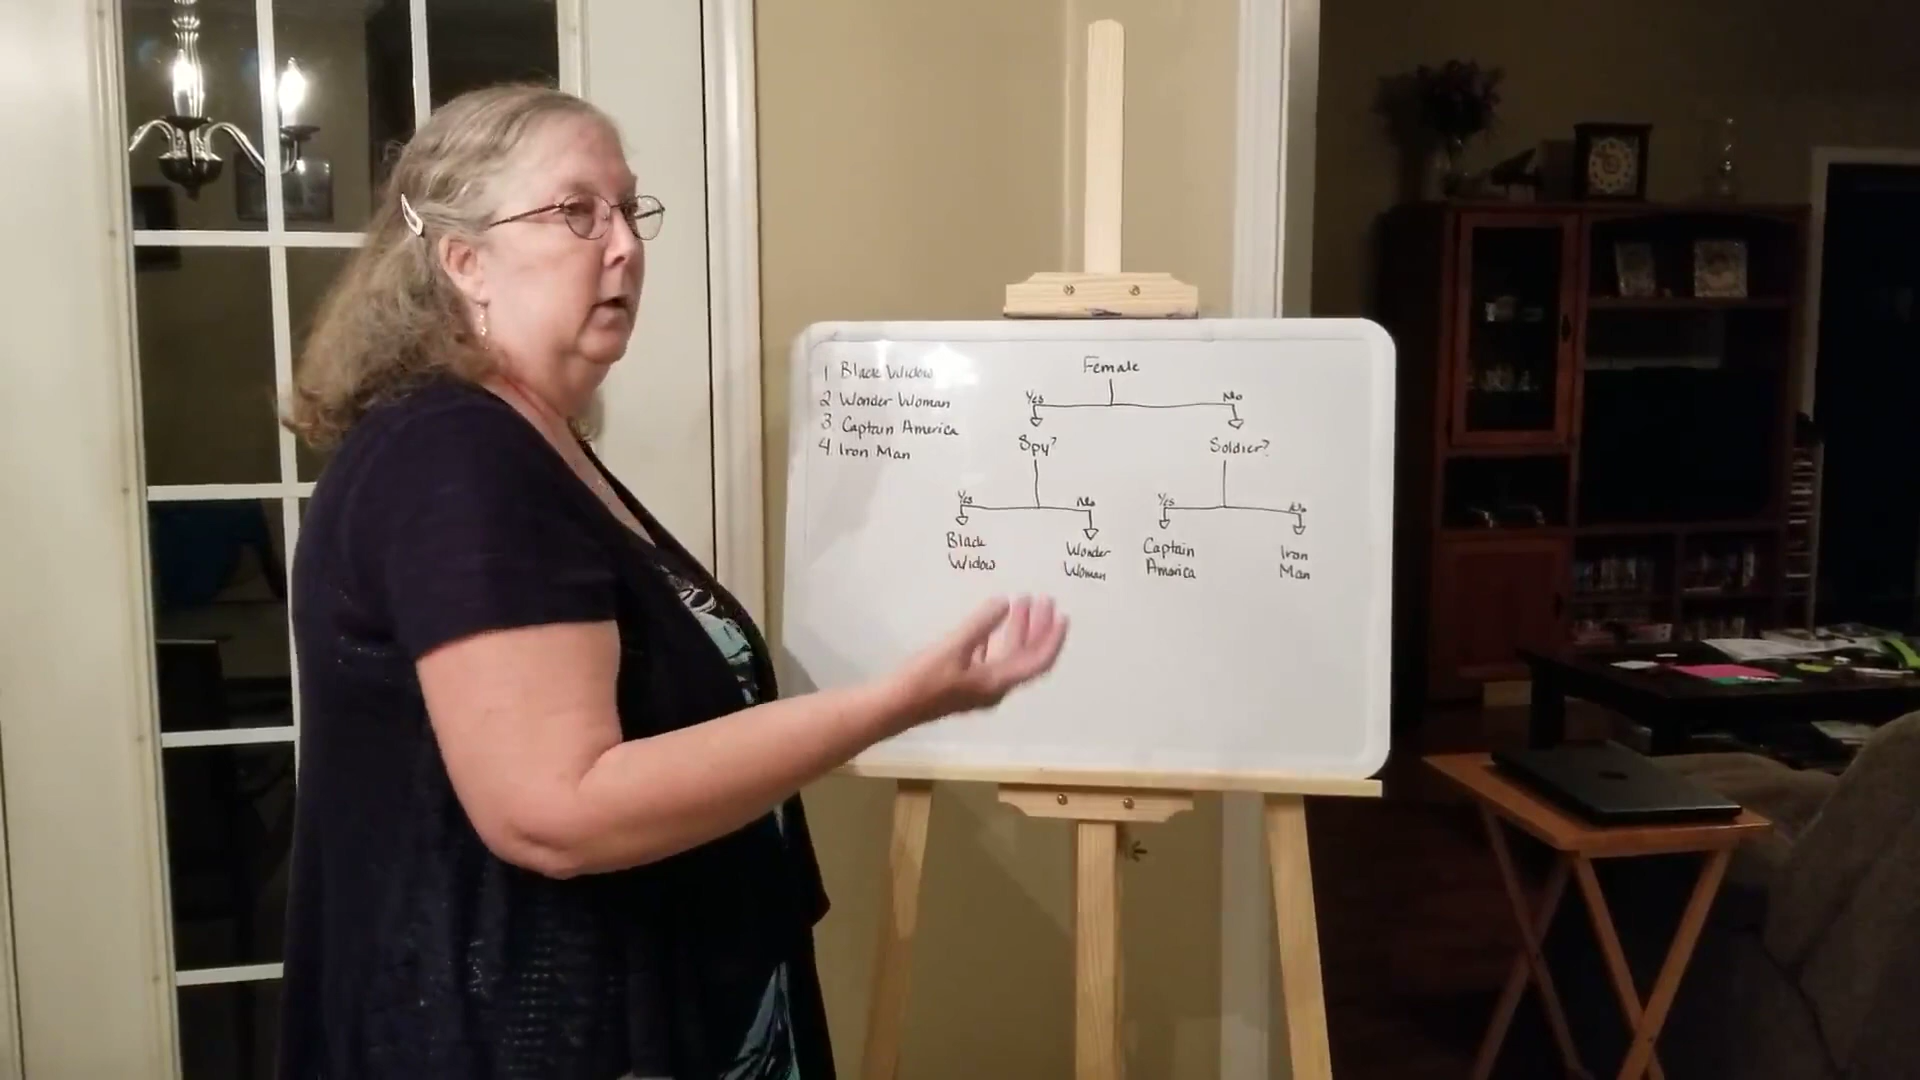 1 Black Widow
2 Wonder Woman
3. Captain America
4. Iron Man
Female
Yes No
Spy? Soldier?
Yes No Yes No
Black Wonder Captain Iron
Widow Woman America Man